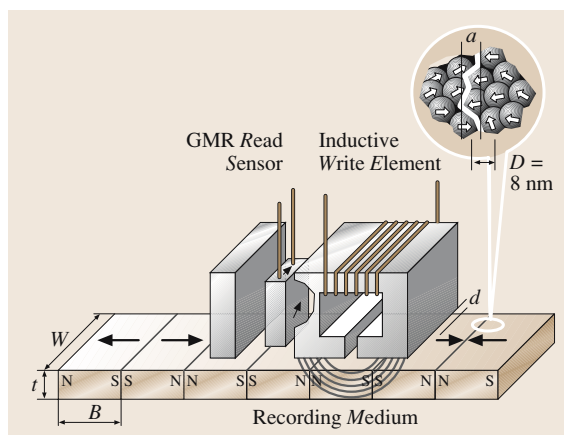 a
D =
8 nm
GMR Read
Sensor
Inductive
Write Element
d
W
t
N S S N N S S N N S S N N S
B
Recording Medium